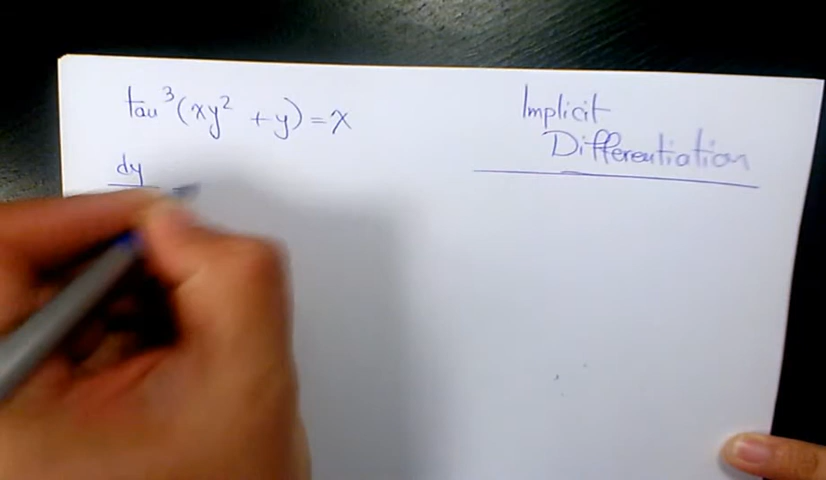 tan³(xy² + y) = x
Implicit
Differentiation
dy